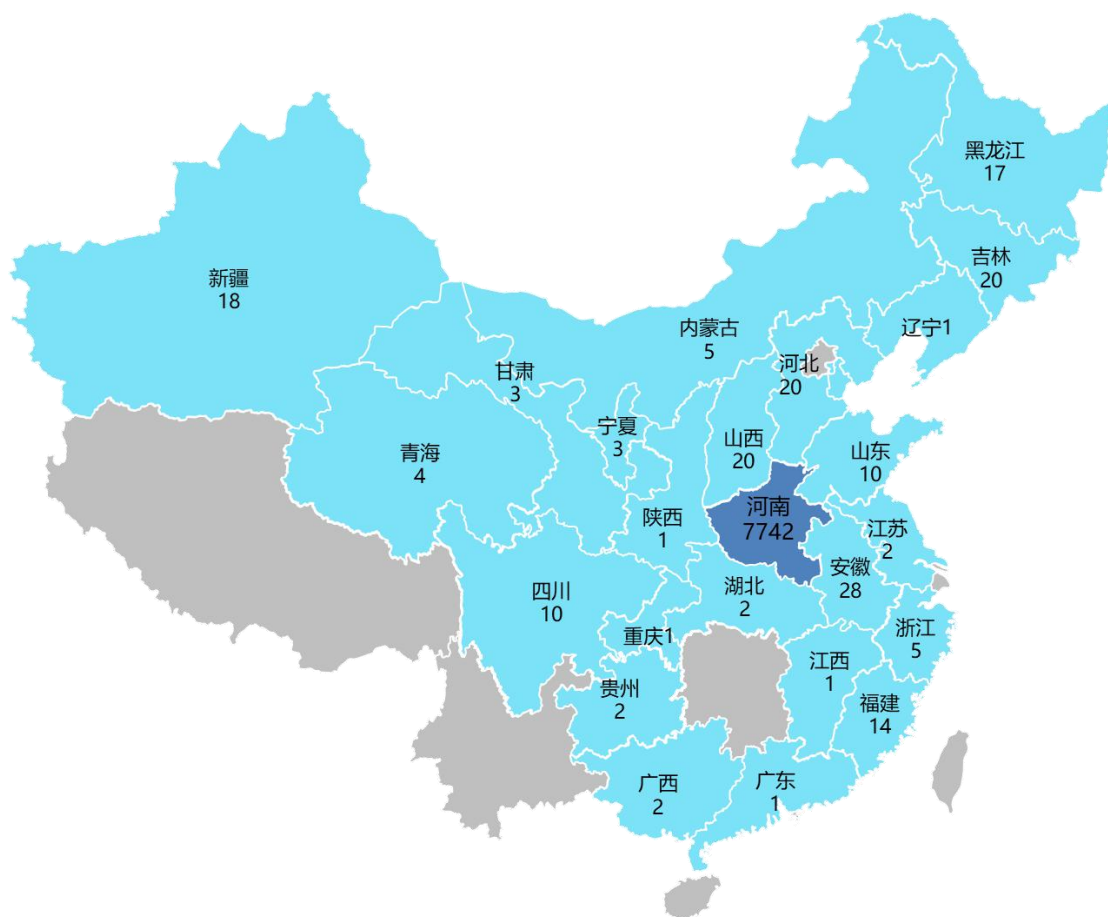 黑龙江
17
吉林
20
新疆
18
辽宁1
内蒙古
5
河北
20
甘肃
3
宁夏
3
山西
20
山东
10
青海
4
河南
7742
陕西
1
江苏
2
安徽
28
湖北
2
四川
10
浙江
5
重庆1
江西
1
贵州
2
福建
14
广西
2
广东
1